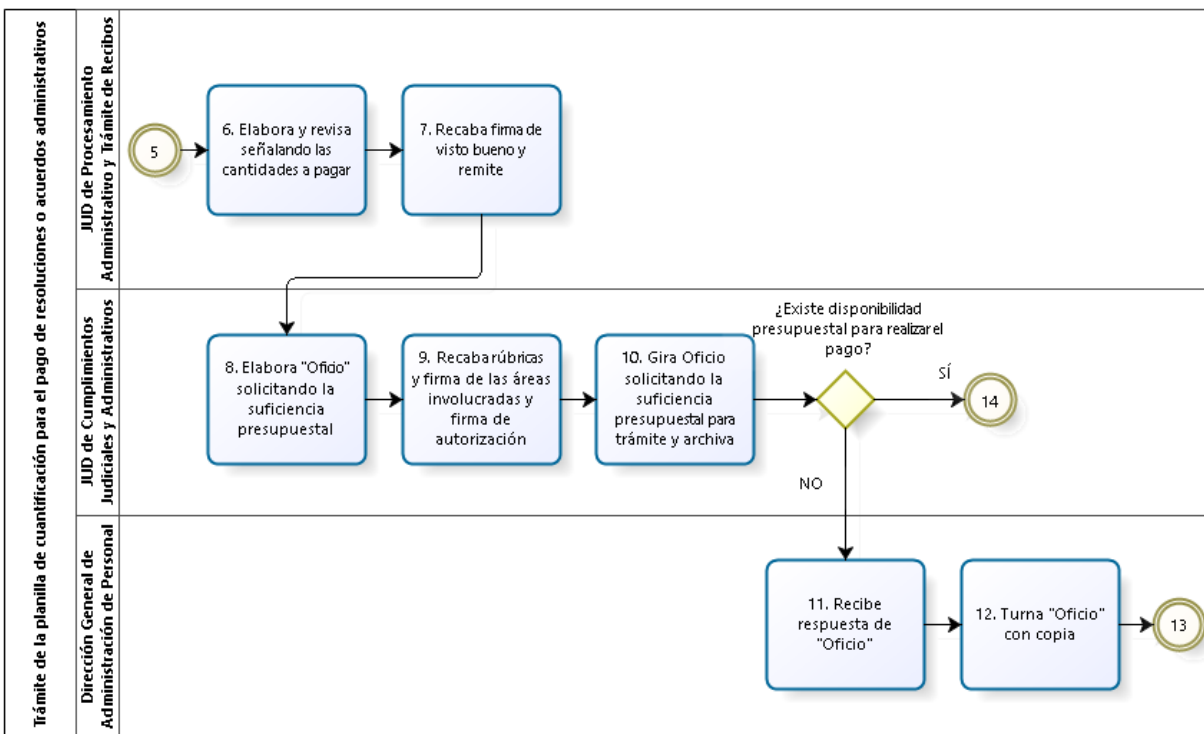 Trámite de la planilla de cuantificación para el pago de resoluciones o acuerdos administrativos
JUD de Procesamiento
Administrativo y Trámite de Recibos
5
6. Elabora y revisa
señalando las
cantidades a pagar
7. Recaba firma de
visto bueno y
remite
JUD de Cumplimientos
Judiciales y Administrativos
8. Elabora "Oficio"
solicitando la
suficiencia
presupuestal
9. Recaba rúbricas
y firma de las áreas
involucradas y
firma de
autorización
10. Gira Oficio
solicitando la
suficiencia
presupuestal para
trámite y archiva
¿Existe disponibilidad
presupuestal para realizar el
pago?
SÍ
14
NO
Dirección General de
Administración de Personal
11. Recibe
respuesta de
"Oficio"
12. Turna "Oficio"
con copia
13